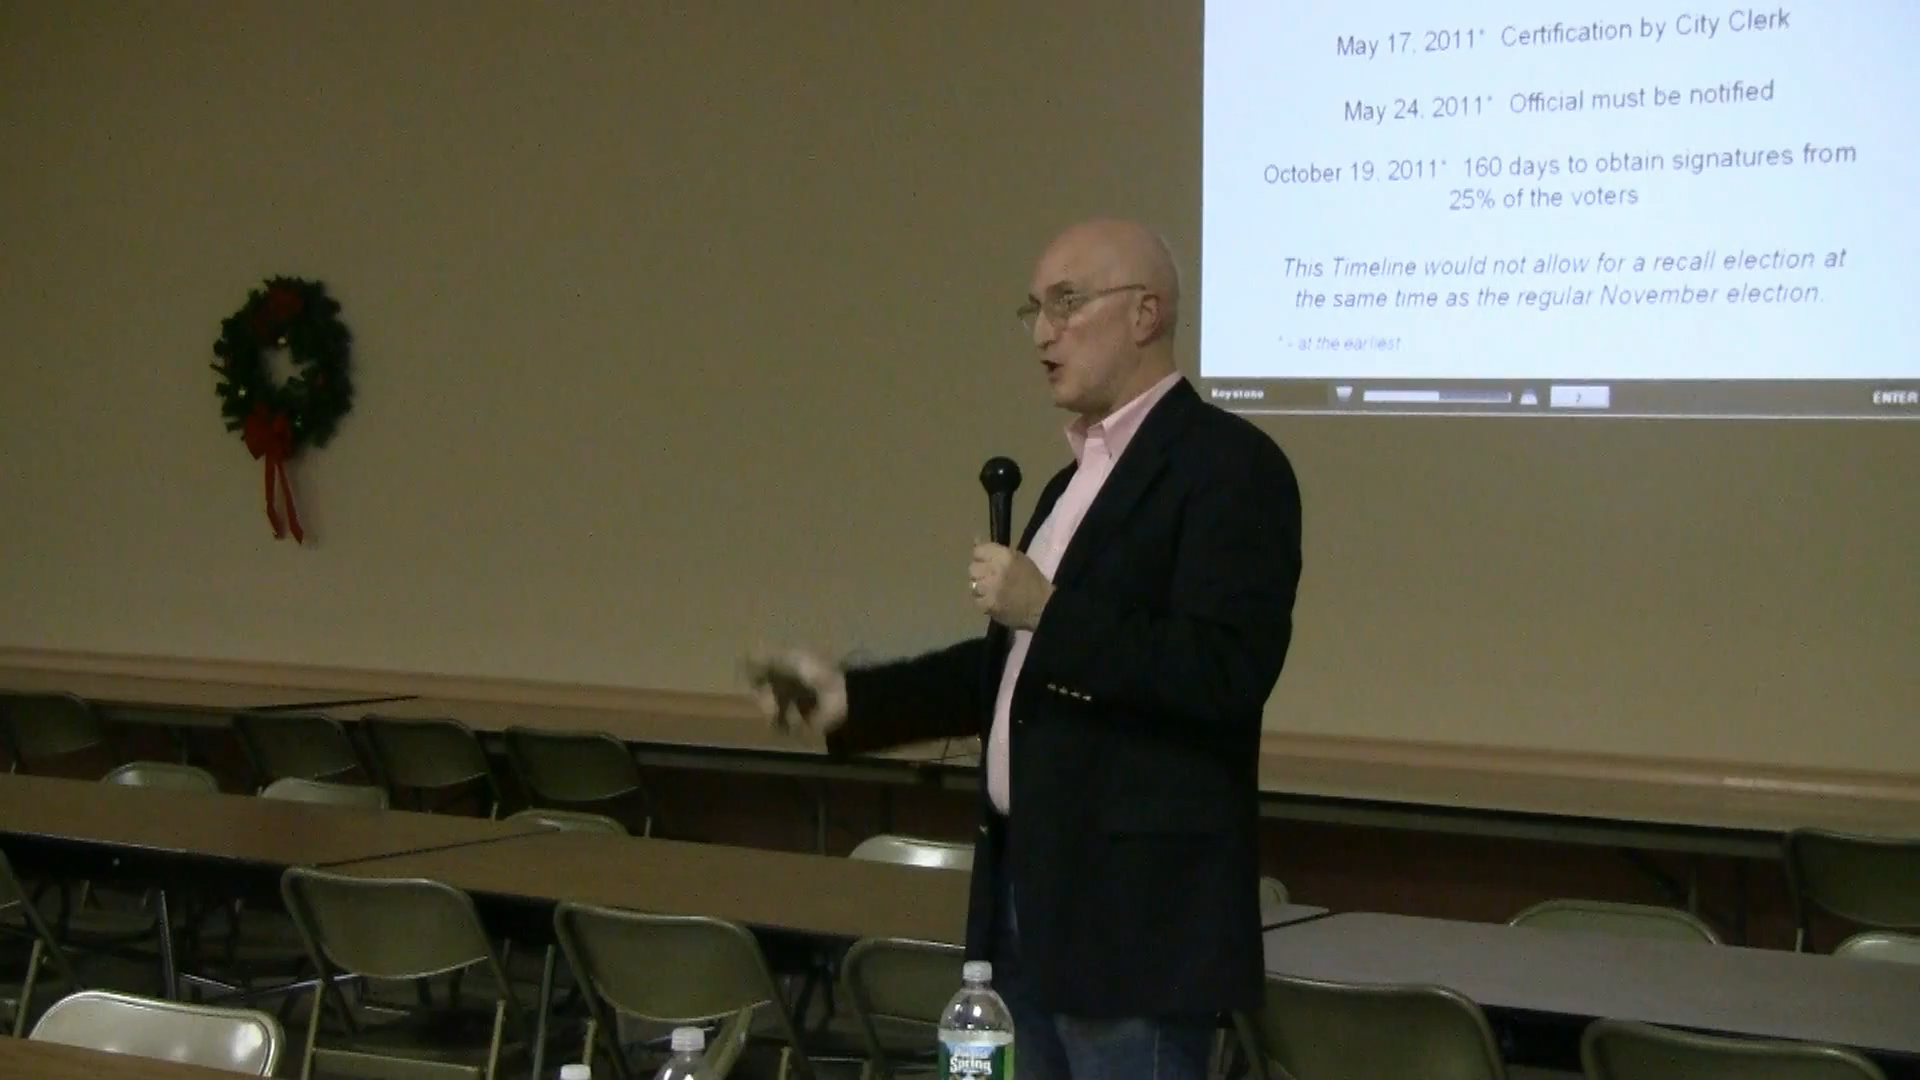 May 17, 2011* Certification by City Clerk
May 24, 2011* Official must be notified
October 19, 2011* 160 days to obtain signatures from
25% of the voters
This Timeline would not allow for a recall election at
the same time as the regular November election.
* - at the earliest
Keystone
2
ENTER
Spring